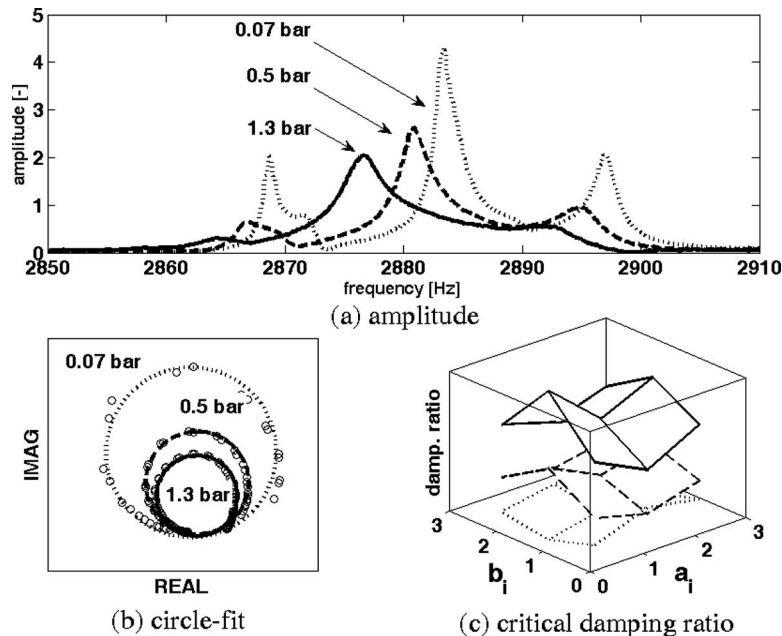 5
4
3
2
1
0
amplitude [-]
0.07 bar
0.5 bar
1.3 bar
2850 2860 2870 2880 2890 2900 2910
frequency [Hz]
(a) amplitude
0.07 bar
0.5 bar
1.3 bar
IMAG
REAL
(b) circle-fit
damp. ratio
3 2 1 0
b_i
0 1 2 3
a_i
(c) critical damping ratio